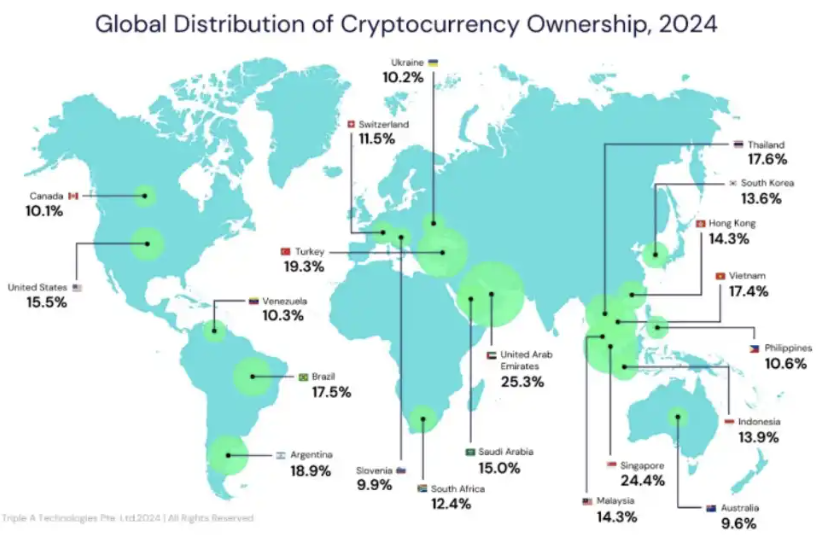 Global Distribution of Cryptocurrency Ownership, 2024
Ukraine
10.2%
Switzerland
11.5%
Thailand
17.6%
Canada
10.1%
South Korea
13.6%
Hong Kong
14.3%
Turkey
19.3%
Vietnam
17.4%
United States
15.5%
Venezuela
10.3%
Philippines
10.6%
United Arab
Emirates
25.3%
Brazil
17.5%
Indonesia
13.9%
Argentina
18.9%
Saudi Arabia
15.0%
Slovenia
9.9%
Singapore
24.4%
South Africa
12.4%
Malaysia
14.3%
Australia
9.6%
Triple A Technologies Pte. Ltd.2024 | All Rights Reserved